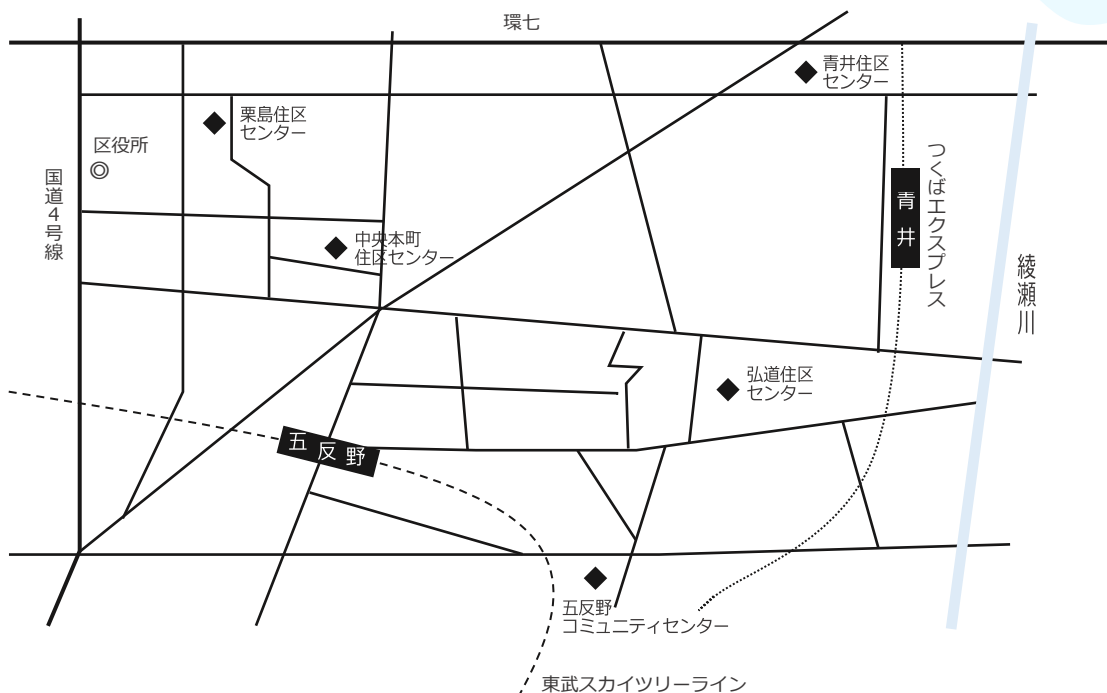 環七
青井住区
センター
栗島住区
センター
区役所
国道4号線
つくばエクスプレス
青井
中央本町
住区センター
綾瀬川
弘道住区
センター
五反野
五反野
コミュニティセンター
東武スカイツリーライン